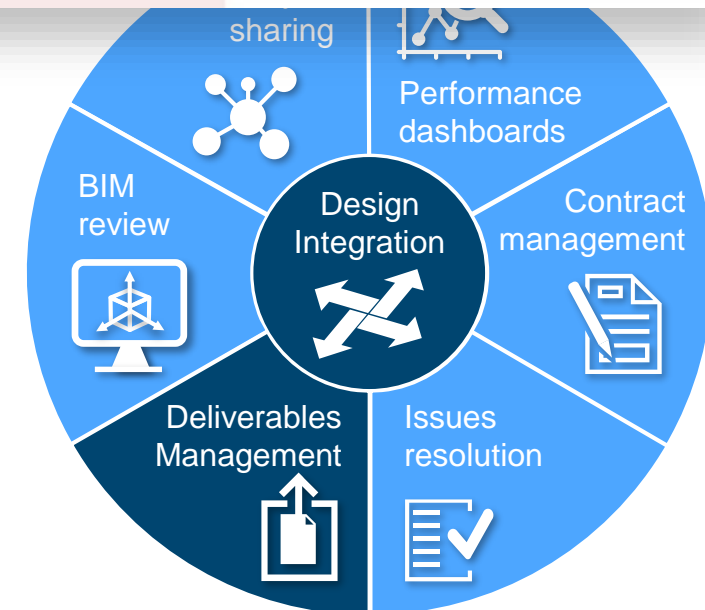 sharing
Performance
dashboards
BIM
review
Design
Integration
Contract
management
Deliverables
Management
Issues
resolution